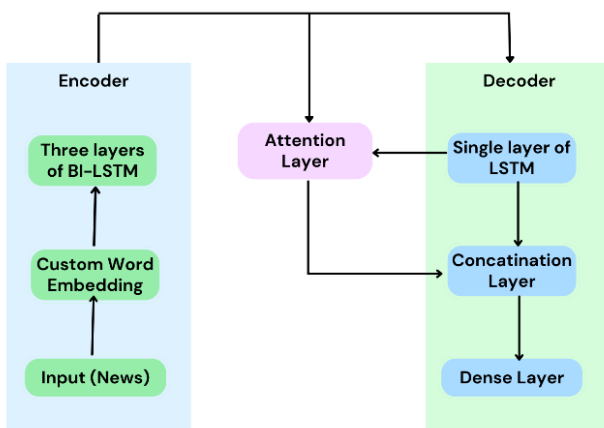 Encoder
Three layers
of BI-LSTM
Custom Word
Embedding
Input (News)
Attention
Layer
Decoder
Single layer of
LSTM
Concatination
Layer
Dense Layer